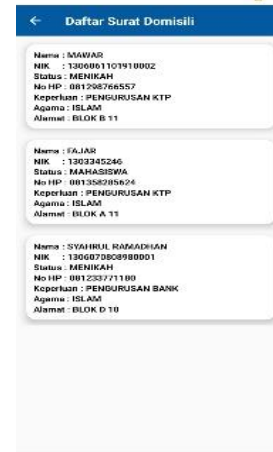 ← Daftar Surat Domisili
Nama : MAWAR
NIK : 1306061101910002
Status : MENIKAH
No HP : 081298766557
Keperluan : PENGURUSAN KTP
Agama : ISLAM
Alamat : BLOK B 11
Nama : FAJAR
NIK : 1303345246
Status : MAHASISWA
No HP : 081358285624
Keperluan : PENGURUSAN KTP
Agama : ISLAM
Alamat : BLOK A 11
Nama : SYAHRUL RAMADHAN
NIK : 1306070808980001
Status : MENIKAH
No HP : 081233771180
Keperluan : PENGURUSAN BANK
Agama : ISLAM
Alamat : BLOK D 10